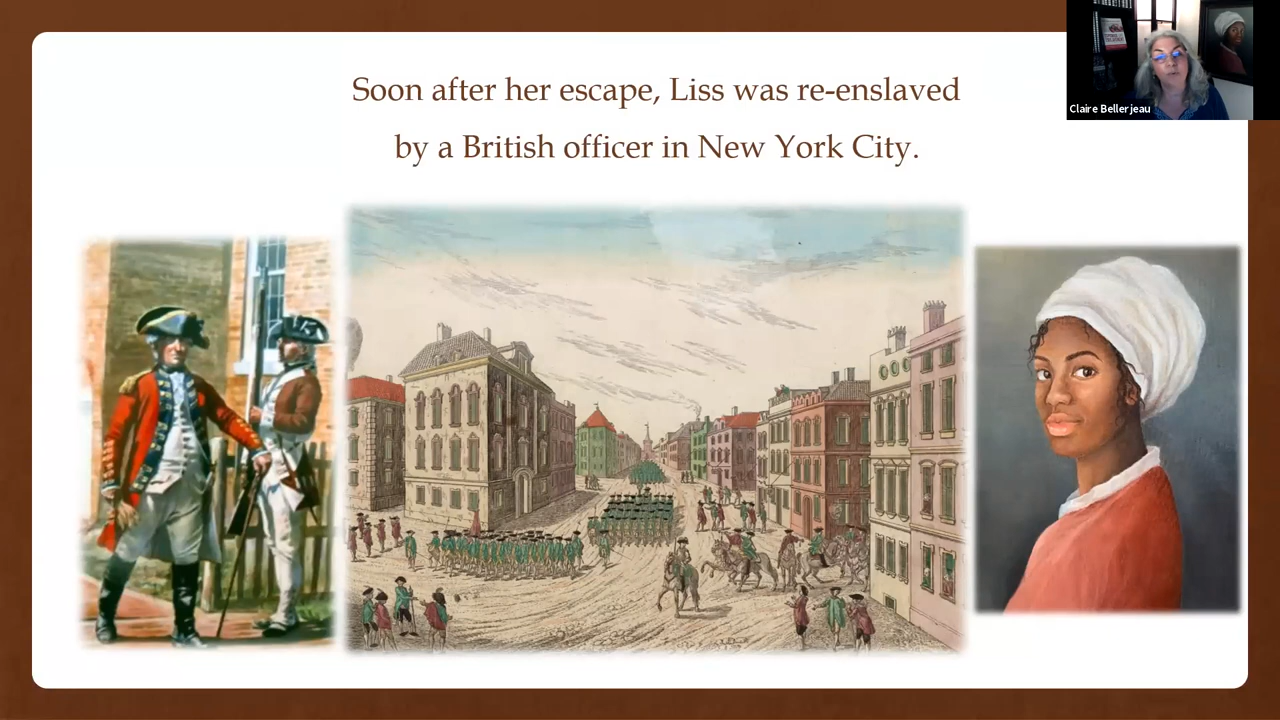 Soon after her escape, Liss was re-enslaved
by a British officer in New York City.
Claire Bellerjeau